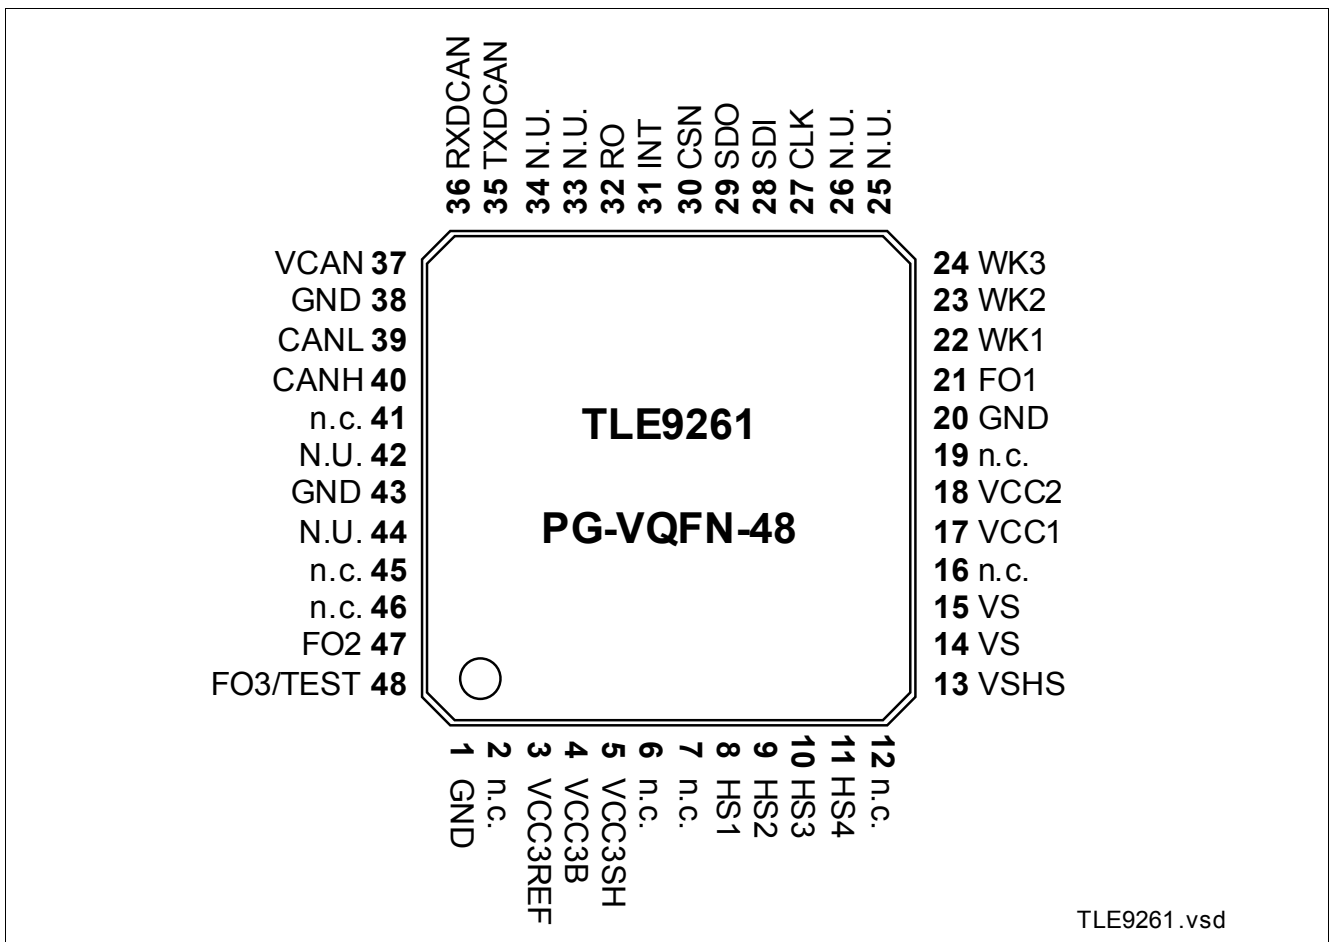 36 RXDCAN
35 TXDCAN
34 N.U.
33 N.U.
32 RO
31 INT
30 CSN
29 SDO
28 SDI
27 CLK
26 N.U.
25 N.U.
VCAN 37
GND 38
CANL 39
CANH 40
n.c. 41
N.U. 42
GND 43
N.U. 44
n.c. 45
n.c. 46
FO2 47
FO3/TEST 48
TLE9261
PG-VQFN-48
24 WK3
23 WK2
22 WK1
21 FO1
20 GND
19 n.c.
18 VCC2
17 VCC1
16 n.c.
15 VS
14 VS
13 VSHS
1 GND
2 n.c.
3 VCC3REF
4 VCC3B
5 VCC3SH
6 n.c.
7 n.c.
8 HS1
9 HS2
10 HS3
11 HS4
12 n.c.
TLE9261.vsd